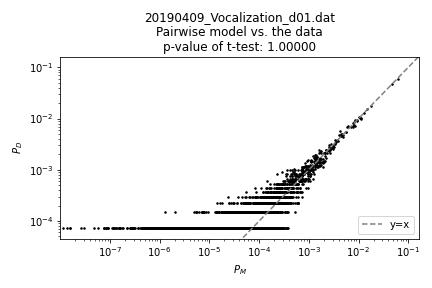 20190409_Vocalization_d01.dat
Pairwise model vs. the data
p-value of t-test: 1.00000
10⁻¹
10⁻²
10⁻³
10⁻⁴
P_D
y=x
10⁻⁷ 10⁻⁶ 10⁻⁵ 10⁻⁴ 10⁻³ 10⁻² 10⁻¹
P_M